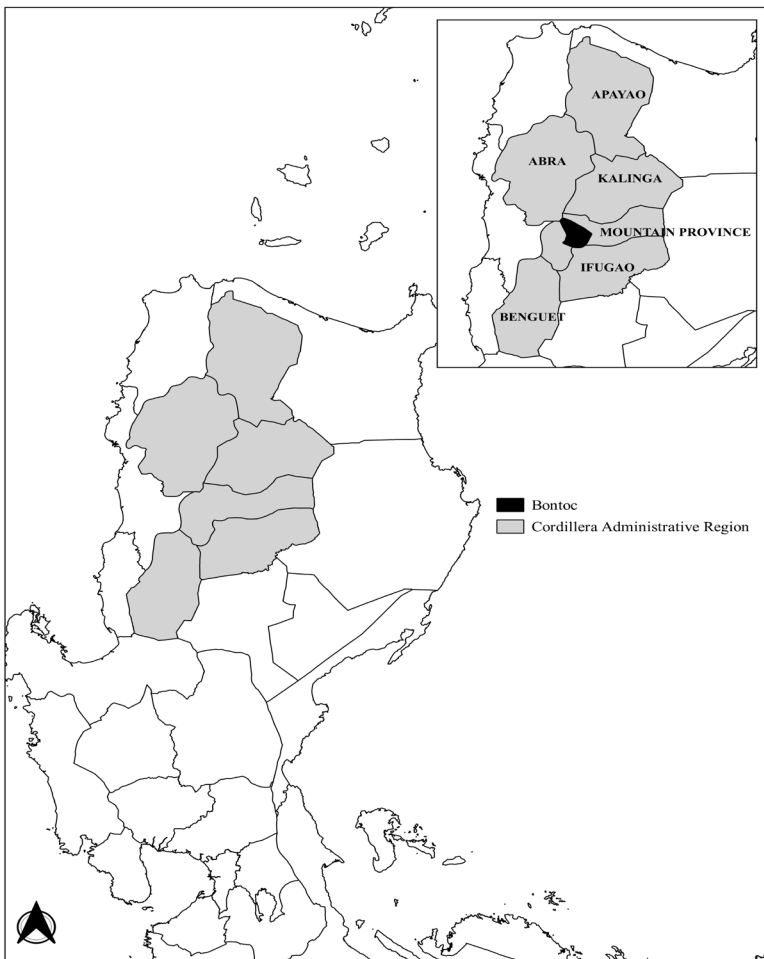 APAYAO
ABRA
KALINGA
MOUNTAIN PROVINCE
IFUGAO
BENGUET
Bontoc
Cordillera Administrative Region